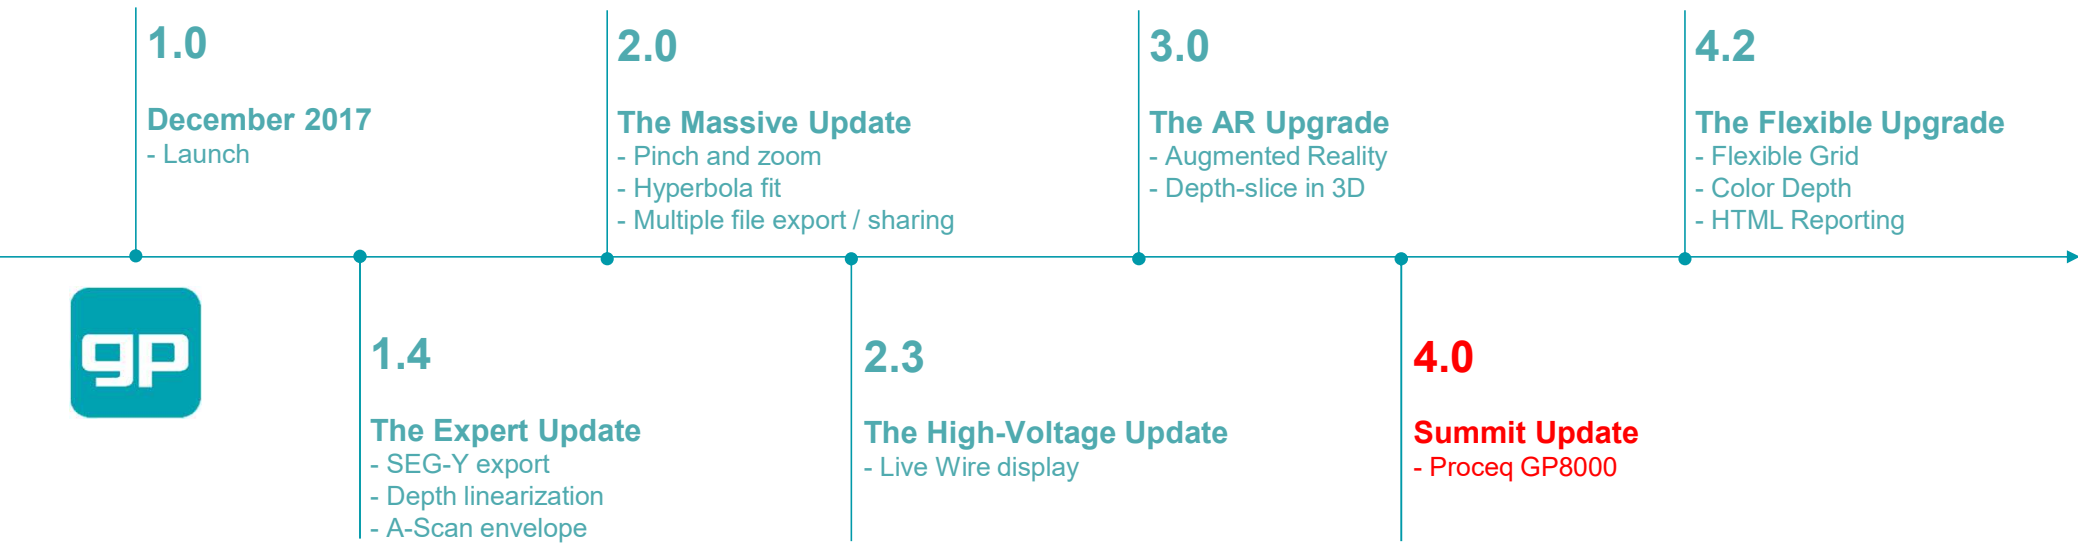 1.0
December 2017
- Launch
2.0
The Massive Update
- Pinch and zoom
- Hyperbola fit
- Multiple file export / sharing
3.0
The AR Upgrade
- Augmented Reality
- Depth-slice in 3D
4.2
The Flexible Upgrade
- Flexible Grid
- Color Depth
- HTML Reporting
gp
1.4
The Expert Update
- SEG-Y export
- Depth linearization
- A-Scan envelope
2.3
The High-Voltage Update
- Live Wire display
4.0
Summit Update
- Proceq GP8000